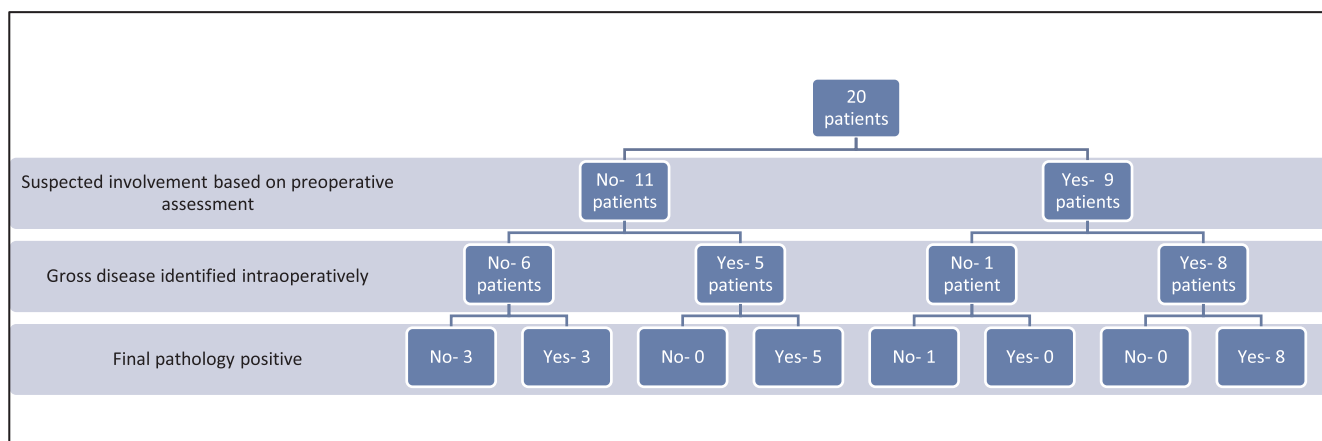 20
patients
Suspected involvement based on preoperative
assessment
No- 11
patients
Yes- 9
patients
Gross disease identified intraoperatively
No- 6
patients
Yes- 5
patients
No- 1
patient
Yes- 8
patients
Final pathology positive
No- 3
Yes- 3
No- 0
Yes- 5
No- 1
Yes- 0
No- 0
Yes- 8